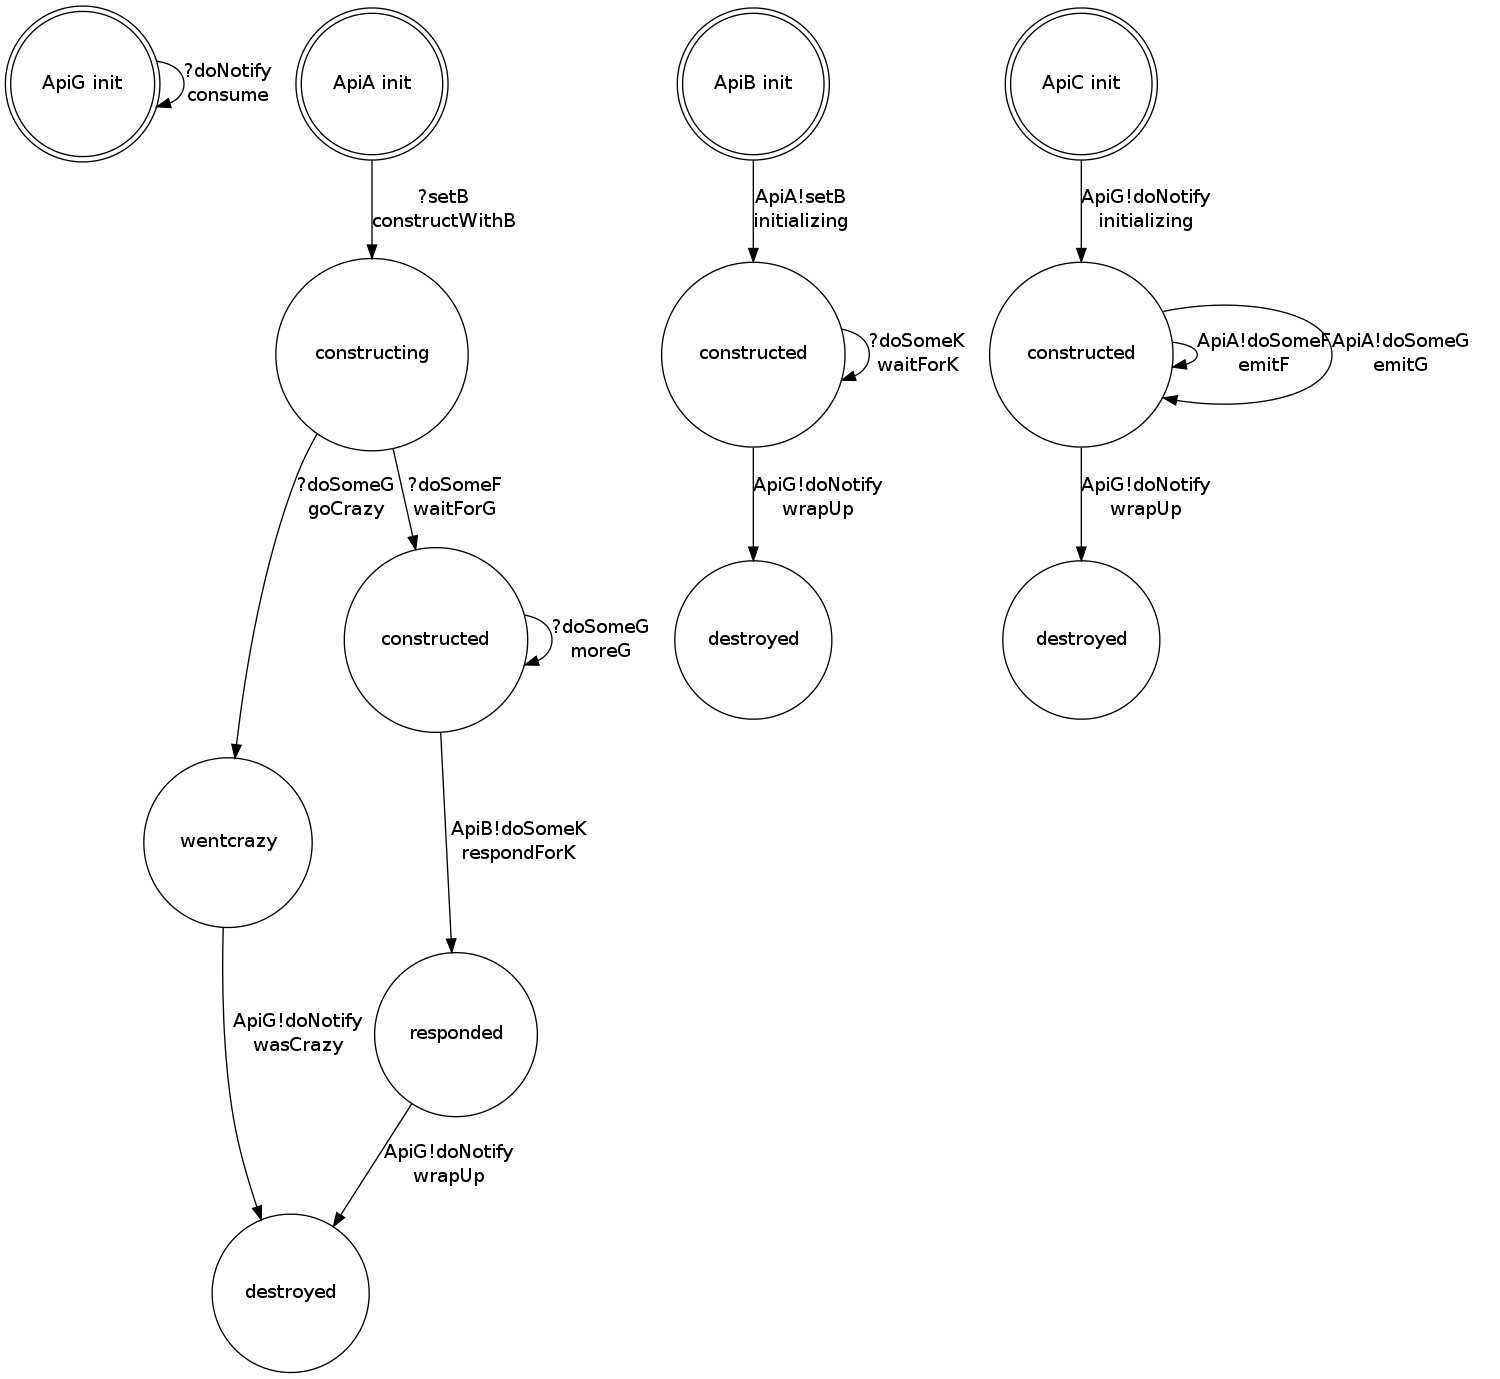 ApiG init
?doNotify
consume
ApiA init
ApiB init
ApiC init
?setB
constructWithB
ApiA!setB
initializing
ApiG!doNotify
initializing
constructing
constructed
?doSomeK
waitForK
constructed
ApiA!doSomeF
emitF
ApiA!doSomeG
emitG
?doSomeG
goCrazy
?doSomeF
waitForG
ApiG!doNotify
wrapUp
ApiG!doNotify
wrapUp
constructed
?doSomeG
moreG
destroyed
destroyed
wentcrazy
ApiB!doSomeK
respondForK
ApiG!doNotify
wasCrazy
responded
ApiG!doNotify
wrapUp
destroyed